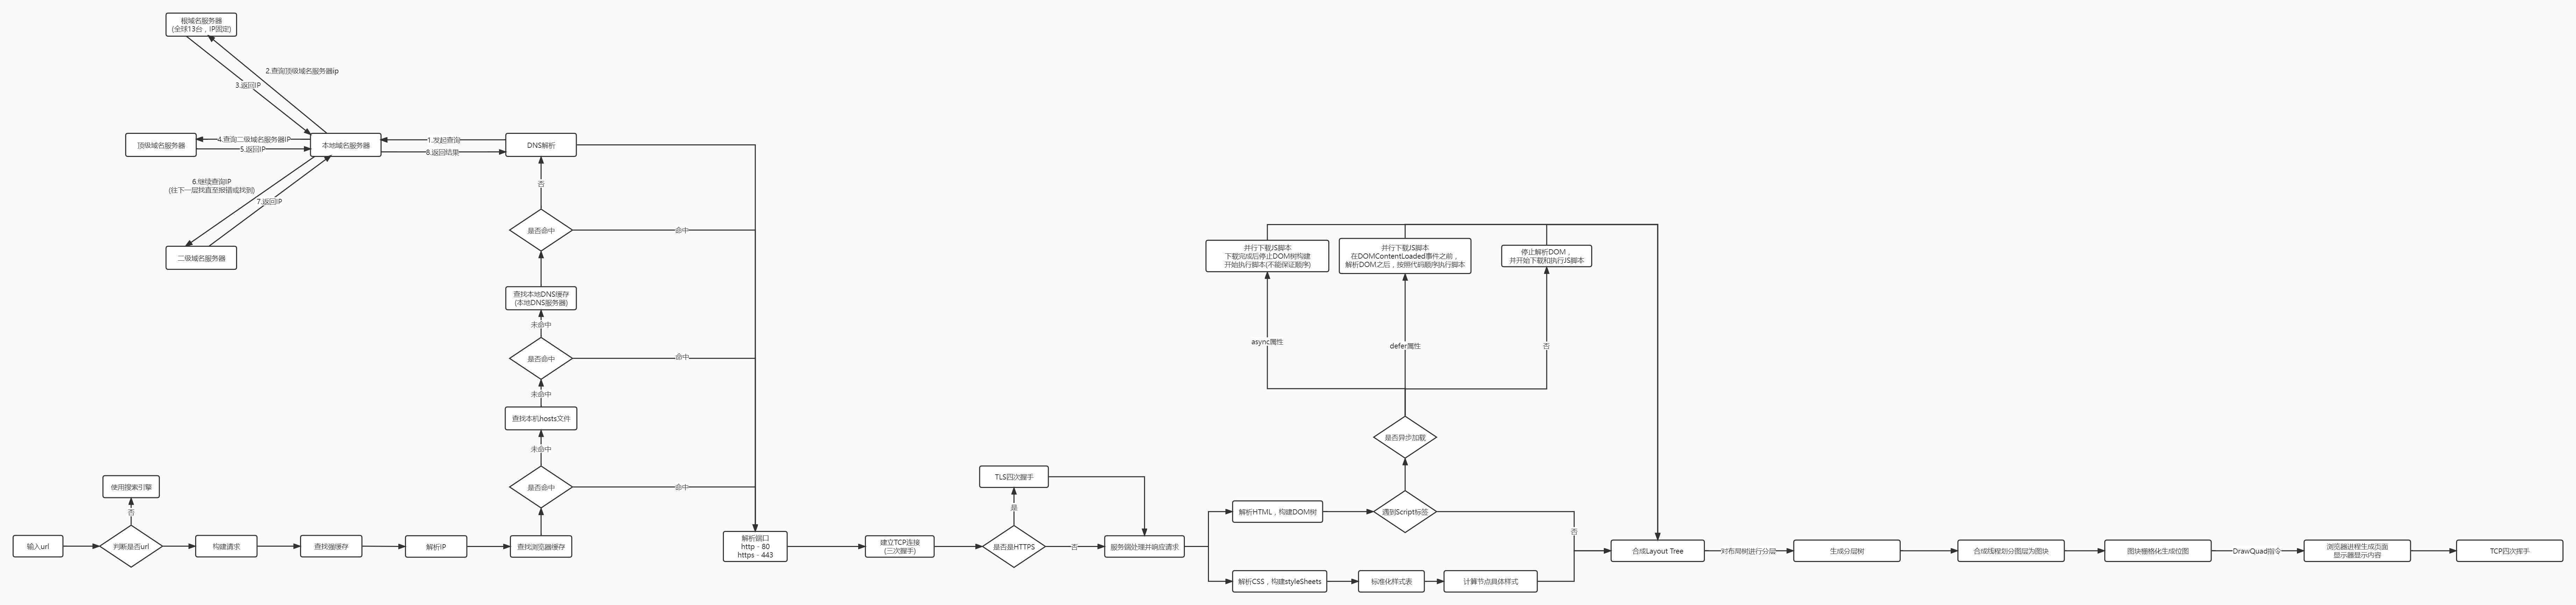 根域名服务器
(全球13台，IP固定)
2.查询顶级域名服务器ip
3.返回IP
顶级域名服务器
4.查询二级域名服务器IP
5.返回IP
本地域名服务器
1.发起查询
8.返回结果
DNS解析
6.继续查询IP
(往下一层找直至报错或找到)
7.返回IP
二级域名服务器
否
是否命中
命中
查找本地DNS缓存
(本地DNS服务器)
未命中
是否命中
命中
未命中
查找本机hosts文件
未命中
是否命中
命中
使用搜索引擎
否
输入url
判断是否url
构建请求
查找强缓存
解析IP
查找浏览器缓存
解析端口
http - 80
https - 443
建立TCP连接
(三次握手)
TLS四次握手
是
是否是HTTPS
否
服务端处理并响应请求
并行下载JS脚本
下载完成后停止DOM树构建
开始执行脚本(不能保证顺序)
并行下载JS脚本
在DOMContentLoaded事件之前，
解析DOM之后，按照代码顺序执行脚本
停止解析DOM，
并开始下载和执行JS脚本
async属性
defer属性
否
是否异步加载
解析HTML，构建DOM树
遇到Script标签
否
解析CSS，构建styleSheets
标准化样式表
计算节点具体样式
合成Layout Tree
对布局树进行分层
生成分层树
合成线程划分图层为图块
图块栅格化生成位图
DrawQuad指令
浏览器进程生成页面
显示器显示内容
TCP四次挥手